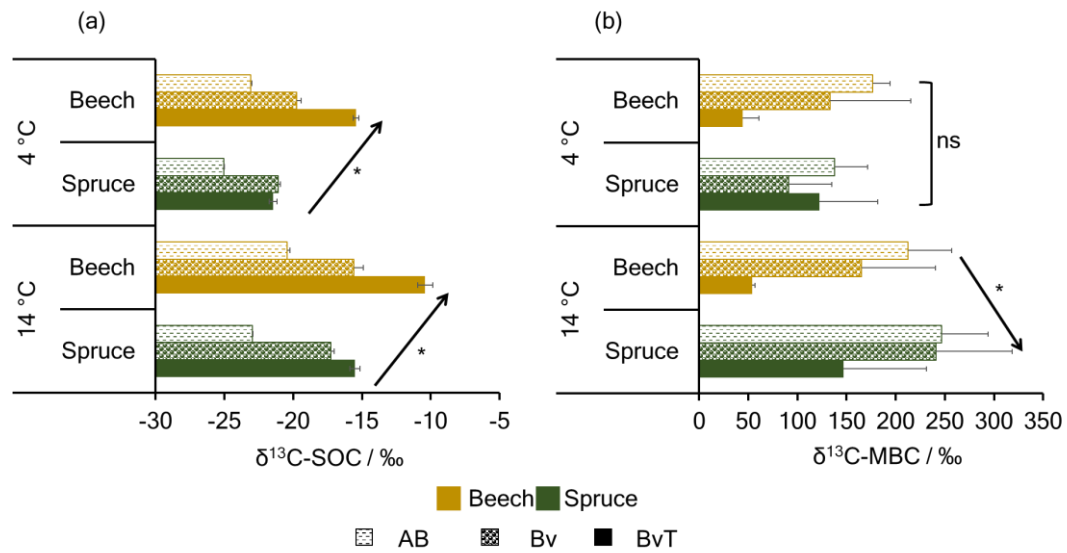 (a)
4 °C
Beech
Spruce
*
14 °C
Beech
Spruce
*
-30 -25 -20 -15 -10 -5 0
δ¹³C-SOC / ‰
(b)
4 °C
Beech
Spruce
ns
14 °C
Beech
Spruce
*
0 50 100 150 200 250 300 350
δ¹³C-MBC / ‰
Beech Spruce
AB Bv BvT